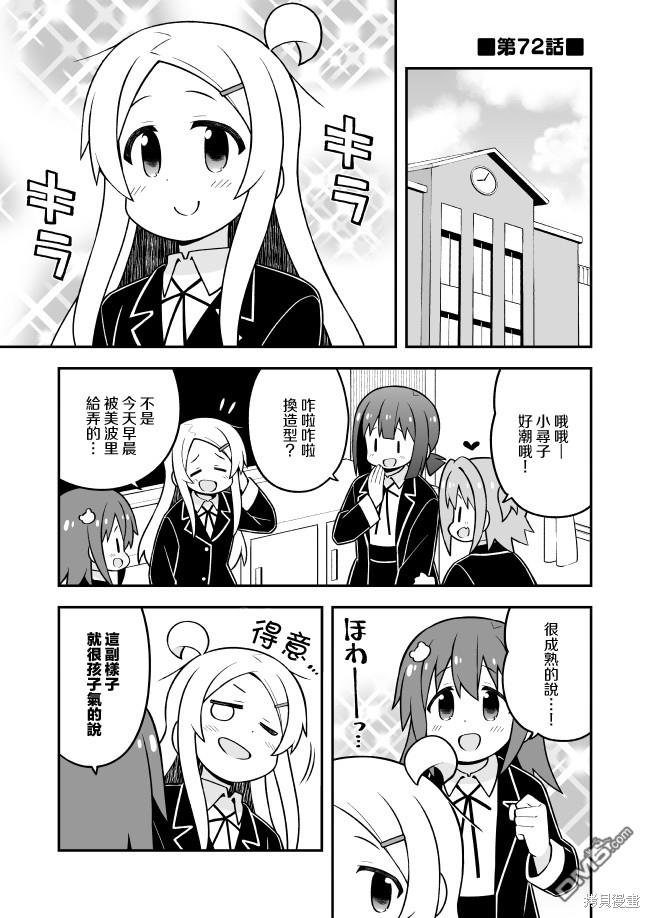 ■第72話■
キラ
キラ
哦哦—
小尋子
好潮哦！
咋啦咋啦
換造型？
不是
今天早晨
被美波里
給弄的…
很成熟的說…！
ほわーーっ…
得意…
這副樣子
就很孩子氣的說
DM5.com
拷貝漫畫